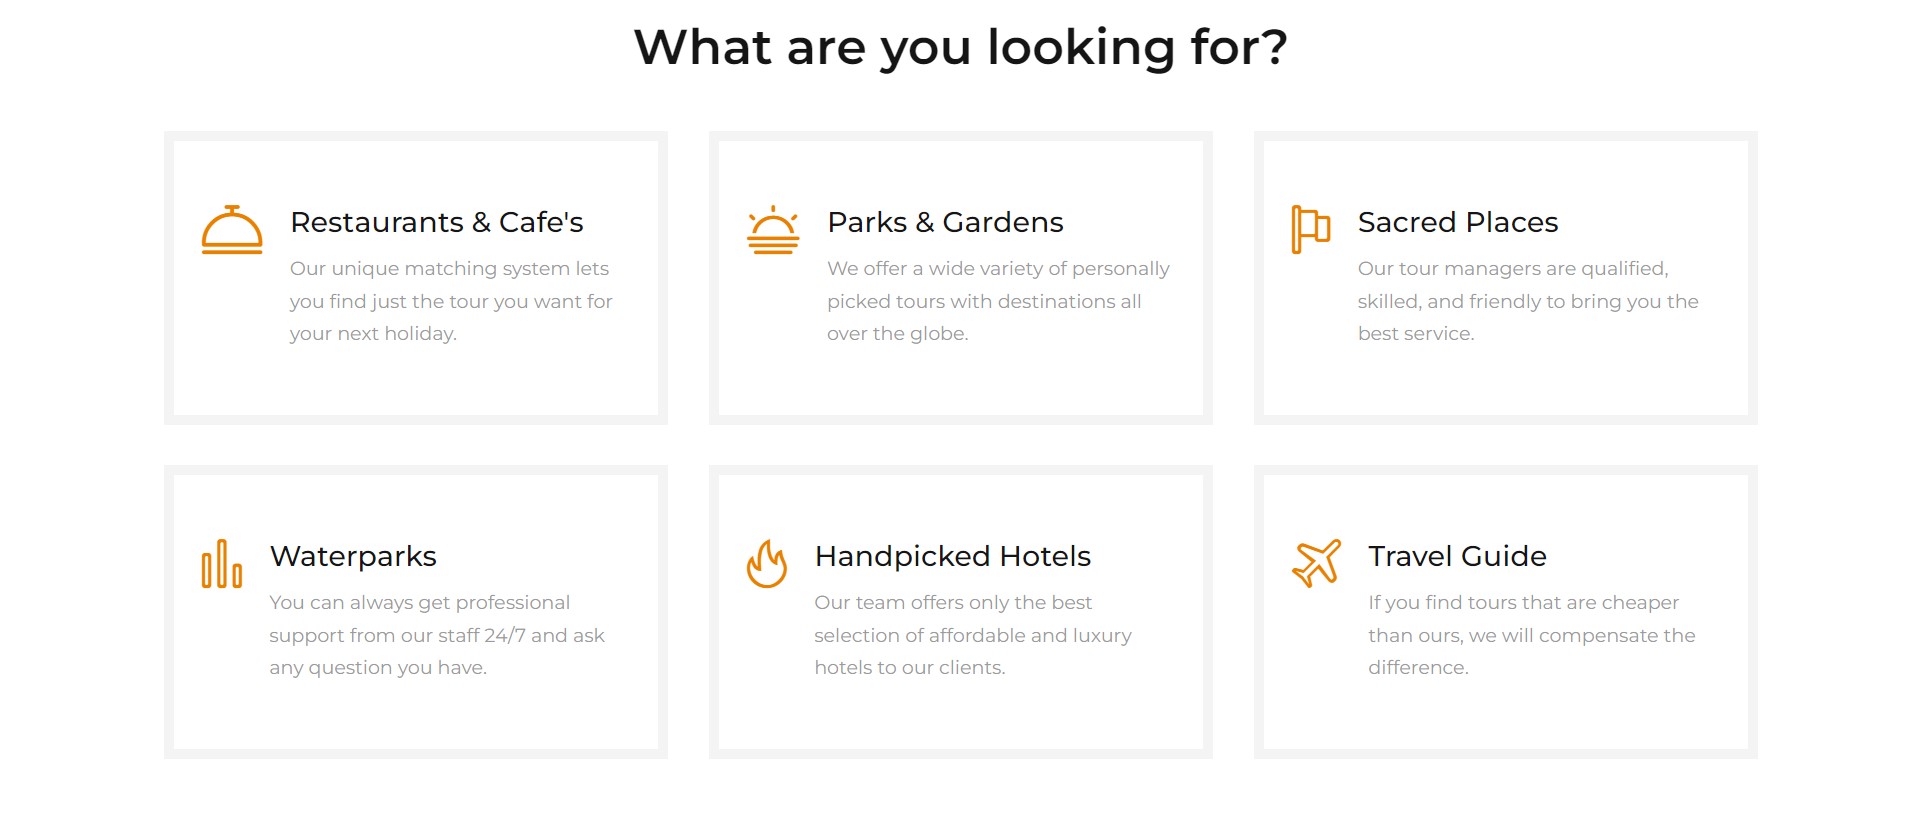 What are you looking for?
Restaurants & Cafe's
Our unique matching system lets
you find just the tour you want for
your next holiday.
Parks & Gardens
We offer a wide variety of personally
picked tours with destinations all
over the globe.
Sacred Places
Our tour managers are qualified,
skilled, and friendly to bring you the
best service.
Waterparks
You can always get professional
support from our staff 24/7 and ask
any question you have.
Handpicked Hotels
Our team offers only the best
selection of affordable and luxury
hotels to our clients.
Travel Guide
If you find tours that are cheaper
than ours, we will compensate the
difference.